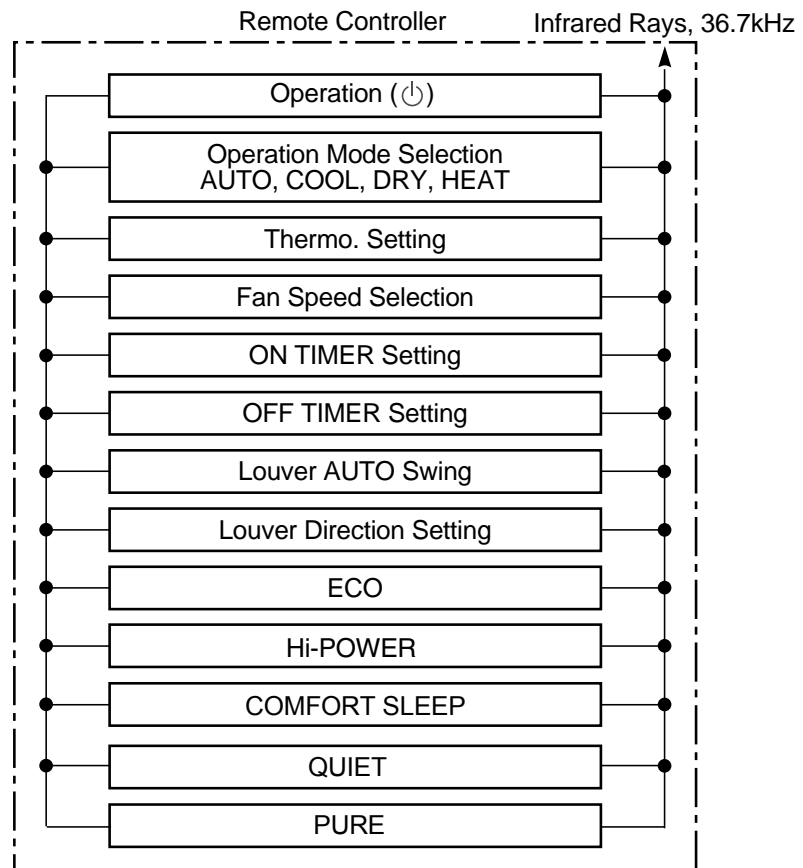 Remote Controller
Infrared Rays, 36.7kHz
Operation (⏻)
Operation Mode Selection
AUTO, COOL, DRY, HEAT
Thermo. Setting
Fan Speed Selection
ON TIMER Setting
OFF TIMER Setting
Louver AUTO Swing
Louver Direction Setting
ECO
Hi-POWER
COMFORT SLEEP
QUIET
PURE